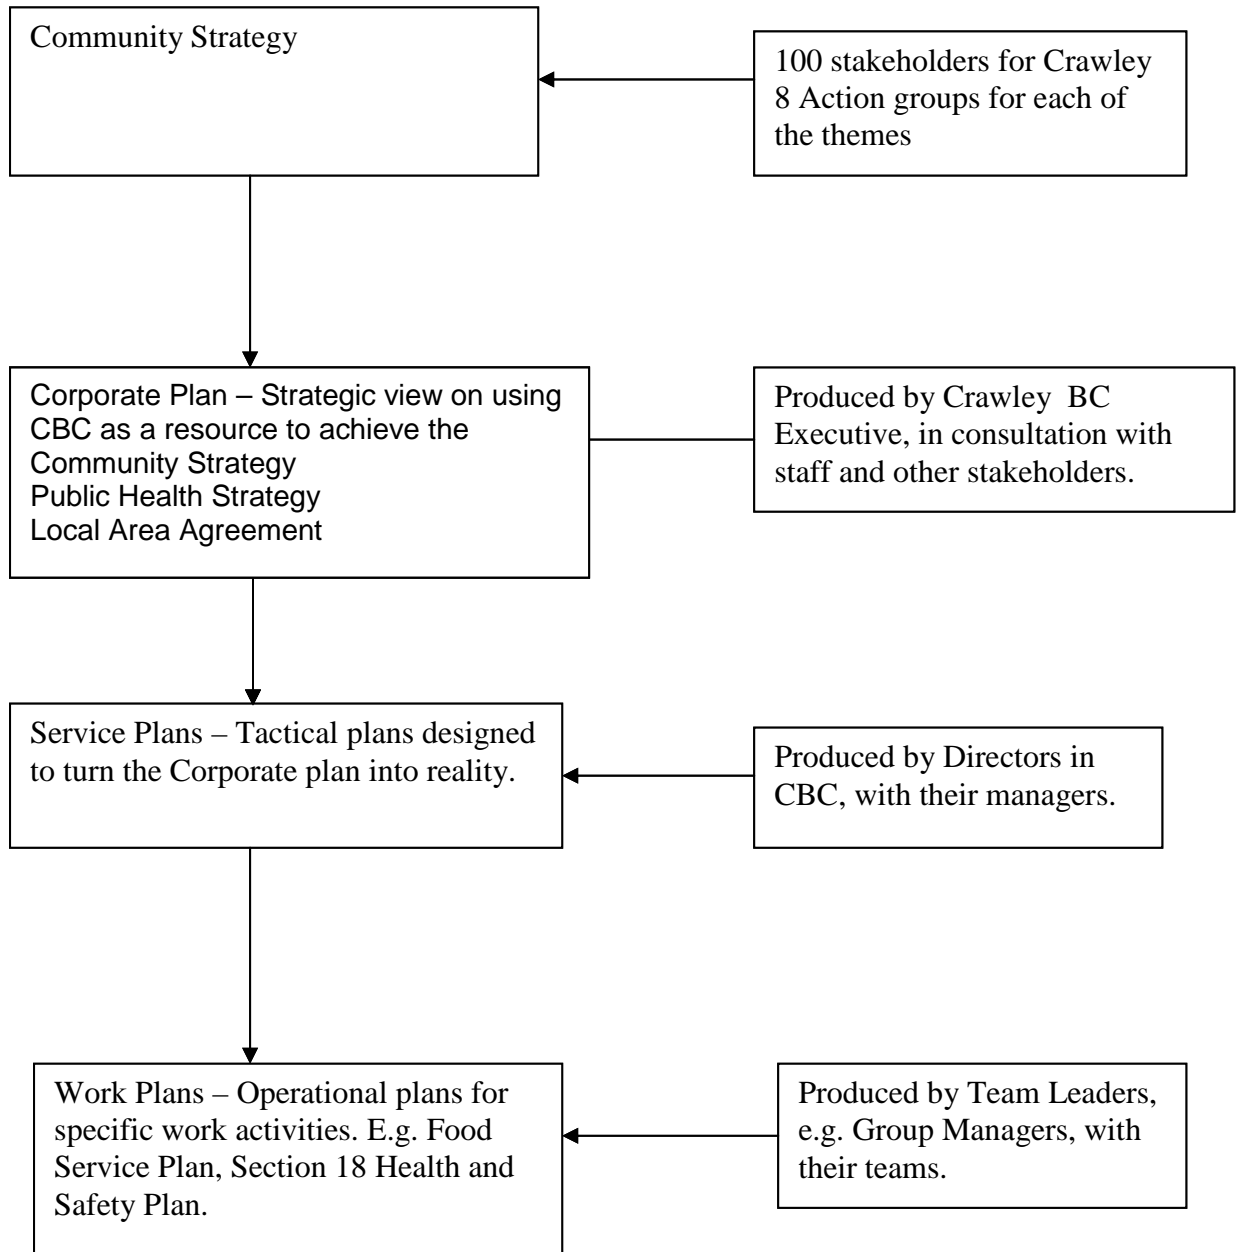 Community Strategy
100 stakeholders for Crawley
8 Action groups for each of
the themes
Corporate Plan – Strategic view on using
CBC as a resource to achieve the
Community Strategy
Public Health Strategy
Local Area Agreement
Produced by Crawley  BC
Executive, in consultation with
staff and other stakeholders.
Service Plans – Tactical plans designed
to turn the Corporate plan into reality.
Produced by Directors in
CBC, with their managers.
Work Plans – Operational plans for
specific work activities. E.g. Food
Service Plan, Section 18 Health and
Safety Plan.
Produced by Team Leaders,
e.g. Group Managers, with
their teams.